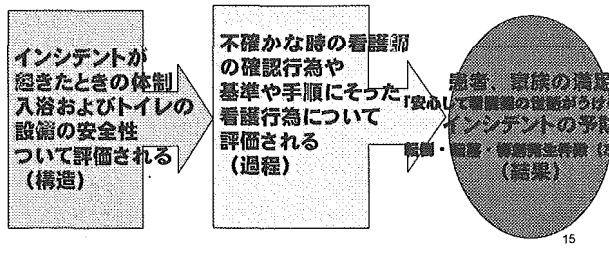 インシデントが
起きたときの体制
入浴およびトイレの
設備の安全性
ついて評価される
(構造)
不確かな時の看護師
の確認行為や
基準や手順にそった
看護行為について
評価される
(過程)
患者、家族の満足
「安心して看護師の
インシデントの予防
転倒・転落・
(結果)
15